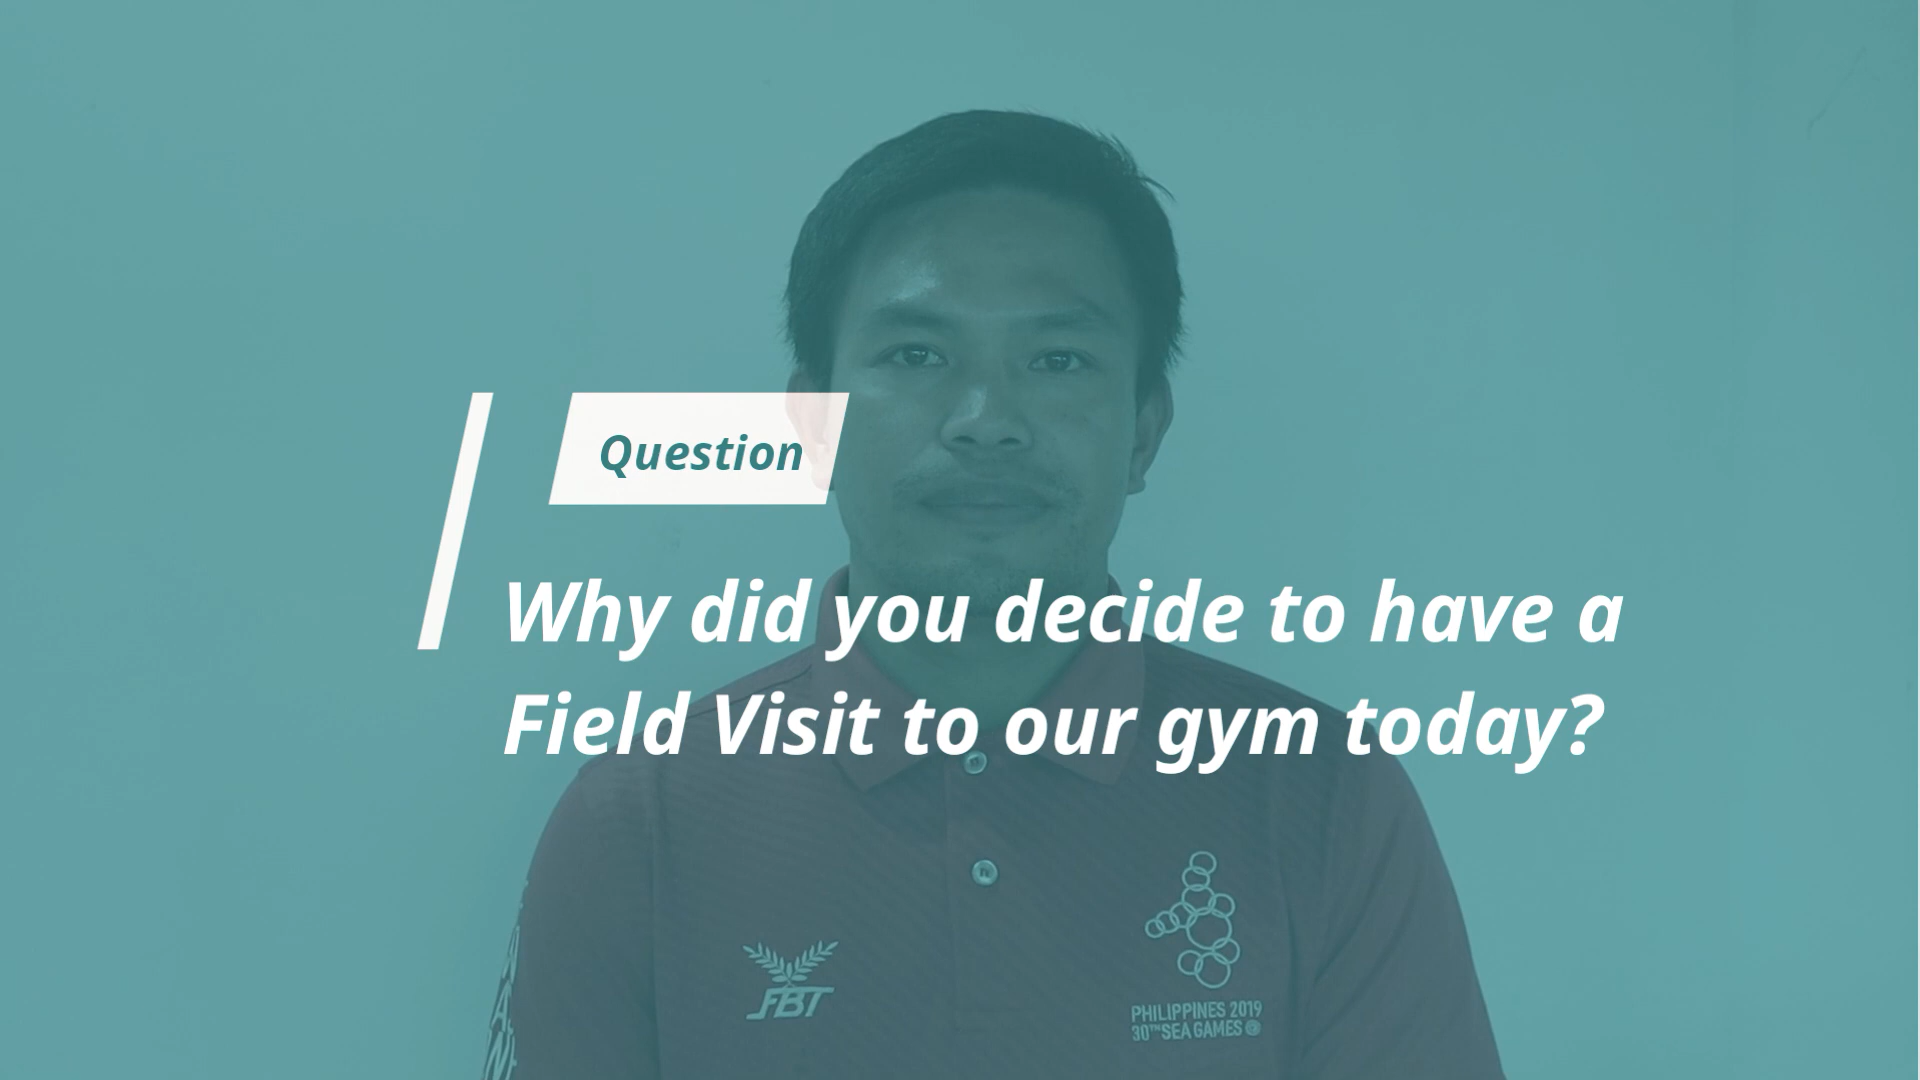 Question
Why did you decide to have a
Field Visit to our gym today?
FBT
PHILIPPINES 2019
30TH SEA GAMES